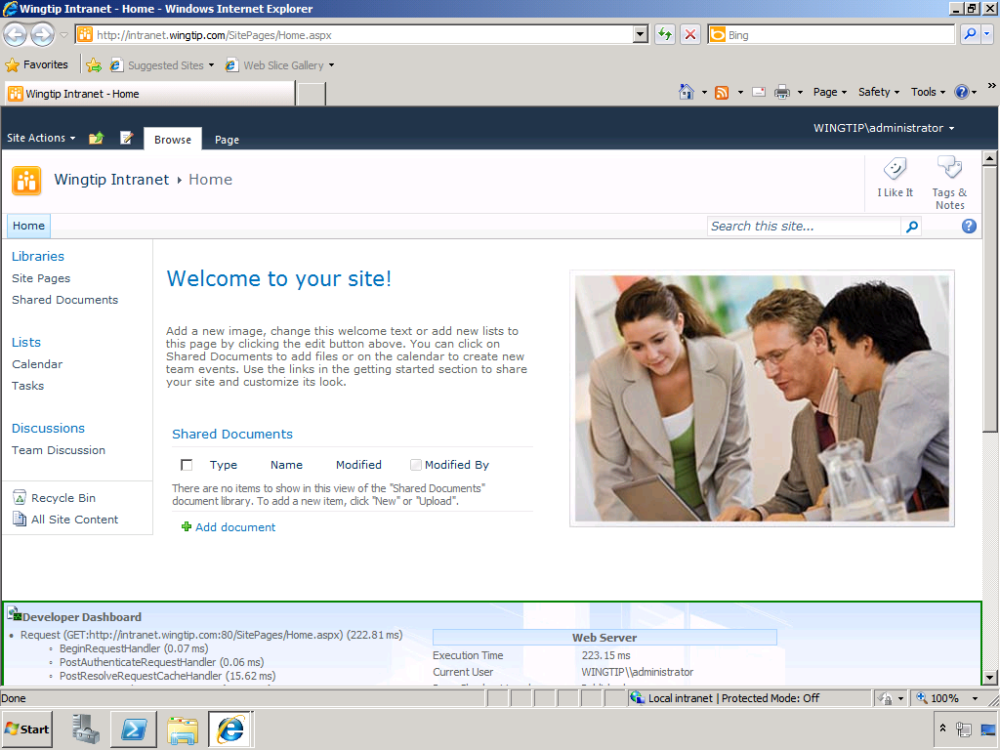 Wingtip Intranet - Home - Windows Internet Explorer
http://intranet.wingtip.com/SitePages/Home.aspx
Bing
Favorites
Suggested Sites
Web Slice Gallery
Wingtip Intranet - Home
Page
Safety
Tools
Site Actions
Browse
Page
WINGTIP\administrator
Wingtip Intranet
Home
I Like It
Tags &
Notes
Home
Search this site...
Libraries
Site Pages
Shared Documents
Lists
Calendar
Tasks
Discussions
Team Discussion
Recycle Bin
All Site Content
Welcome to your site!
Add a new image, change this welcome text or add new lists to
this page by clicking the edit button above. You can click on
Shared Documents to add files or on the calendar to create new
team events. Use the links in the getting started section to share
your site and customize its look.
Shared Documents
Type Name Modified Modified By
There are no items to show in this view of the "Shared Documents"
document library. To add a new item, click "New" or "Upload".
Add document
Developer Dashboard
Request (GET:http://intranet.wingtip.com:80/SitePages/Home.aspx) (222.81 ms)
BeginRequestHandler (0.07 ms)
PostAuthenticateRequestHandler (0.06 ms)
PostResolveRequestCacheHandler (15.62 ms)
Web Server
Execution Time 223.15 ms
Current User WINGTIP\\administrator
Done
Local intranet | Protected Mode: Off
100%
Start